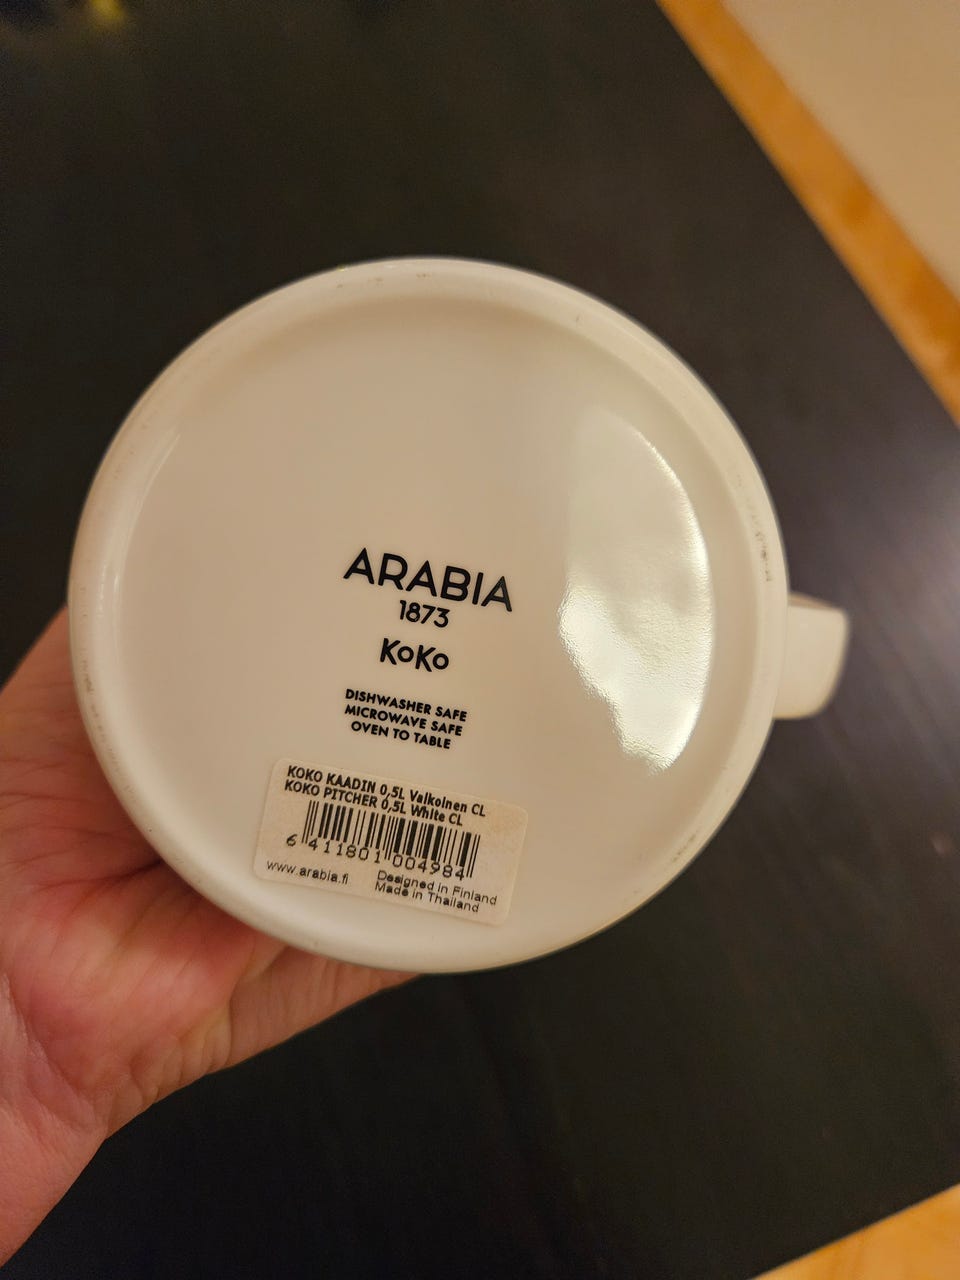 ARABIA
1873
KoKo
DISHWASHER SAFE
MICROWAVE SAFE
OVEN TO TABLE
KOKO KAADIN 0,5L Valkoinen CL
KOKO PITCHER 0,5L White CL
6 411801 004984
www.arabia.fi
Designed in Finland
Made in Thailand